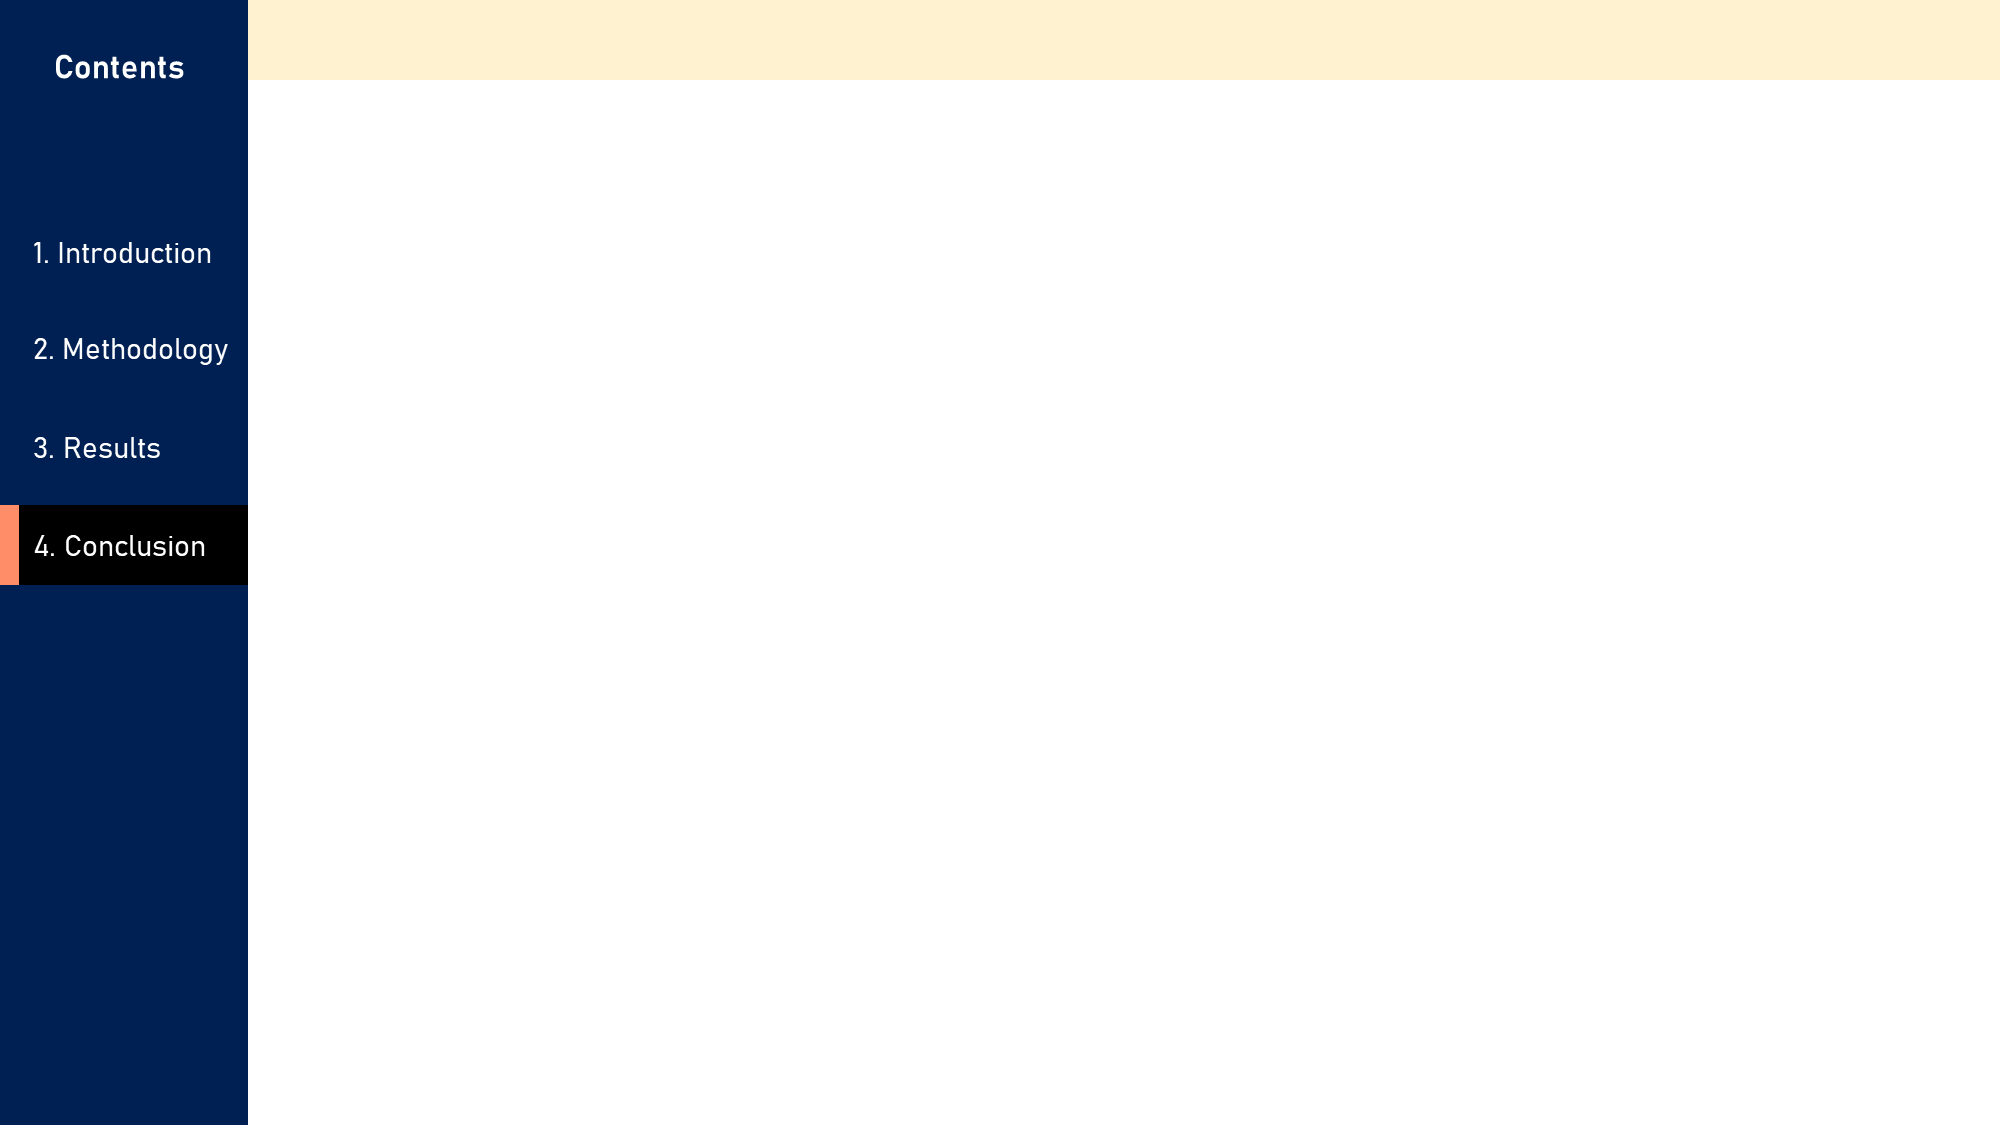 Contents
1. Introduction
2. Methodology
3. Results
4. Conclusion